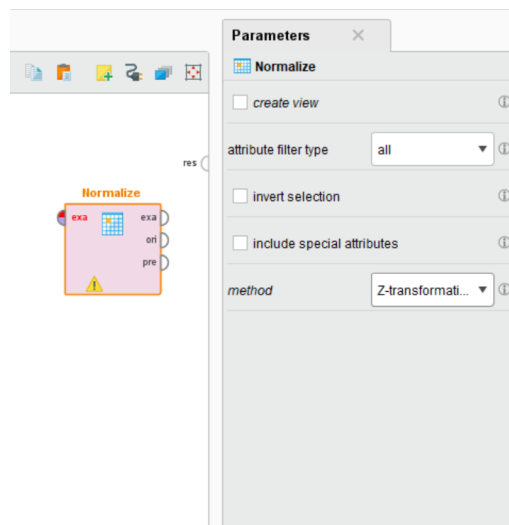 Parameters
Normalize
create view
attribute filter type
all
res
Normalize
invert selection
exa
exa
ori
include special attributes
pre
method
Z-transformati...